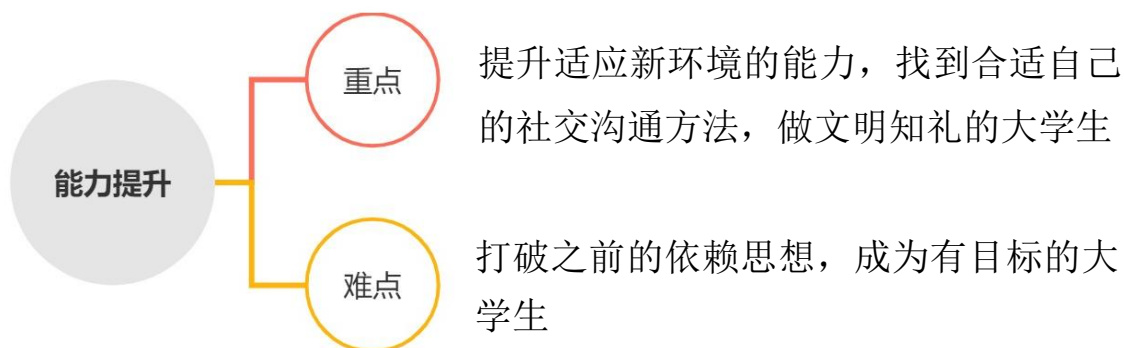 重点
提升适应新环境的能力，找到合适自己
的社交沟通方法，做文明知礼的大学生
能力提升
难点
打破之前的依赖思想，成为有目标的大
学生